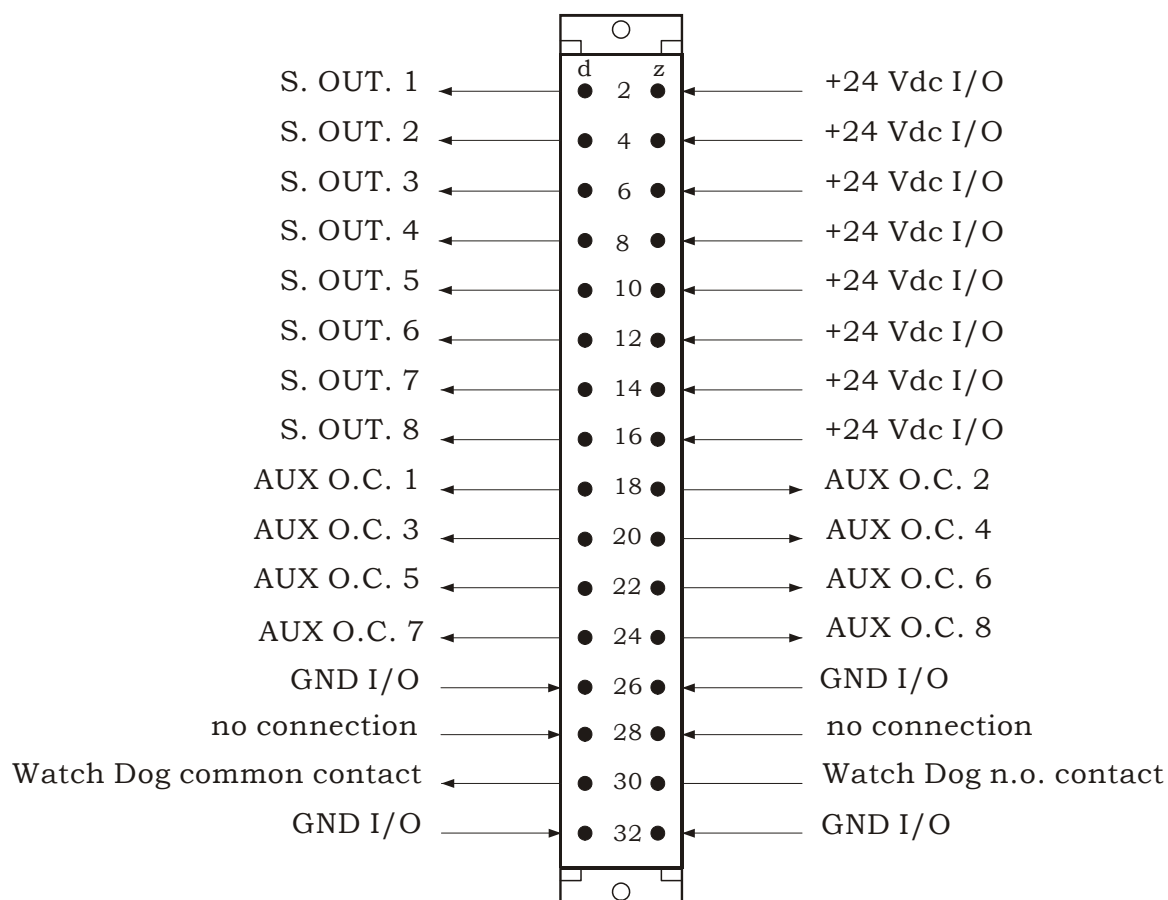 d z
S. OUT. 1 2 +24 Vdc I/O
S. OUT. 2 4 +24 Vdc I/O
S. OUT. 3 6 +24 Vdc I/O
S. OUT. 4 8 +24 Vdc I/O
S. OUT. 5 10 +24 Vdc I/O
S. OUT. 6 12 +24 Vdc I/O
S. OUT. 7 14 +24 Vdc I/O
S. OUT. 8 16 +24 Vdc I/O
AUX O.C. 1 18 AUX O.C. 2
AUX O.C. 3 20 AUX O.C. 4
AUX O.C. 5 22 AUX O.C. 6
AUX O.C. 7 24 AUX O.C. 8
GND I/O 26 GND I/O
no connection 28 no connection
Watch Dog common contact 30 Watch Dog n.o. contact
GND I/O 32 GND I/O